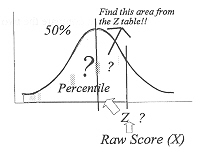 Find this area from
the Z table!!
50%
? ?
Percentile
Z ?
Raw Score (X)